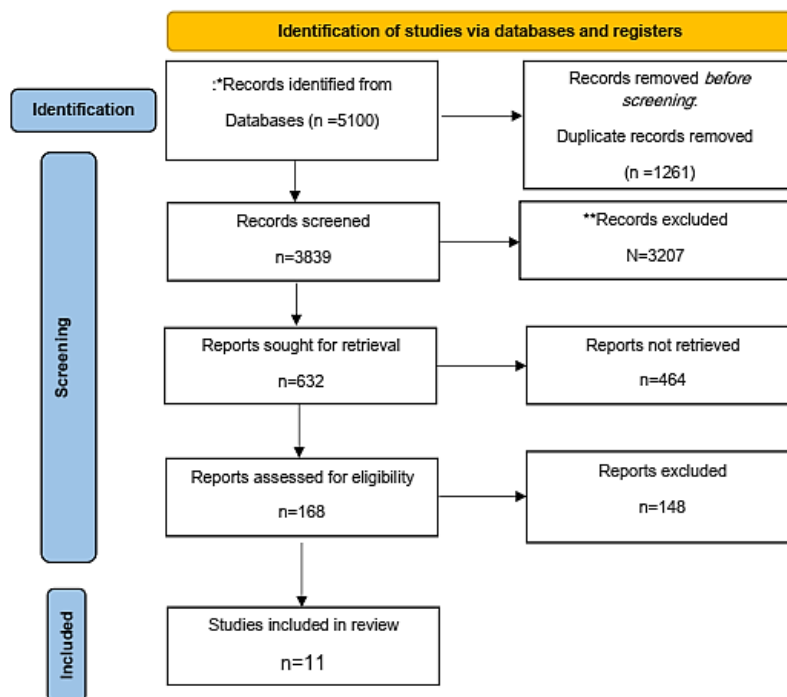 Identification of studies via databases and registers
Identification
:*Records identified from
Databases (n =5100)
Records removed before
screening:
Duplicate records removed
(n =1261)
Screening
Records screened
n=3839
**Records excluded
N=3207
Reports sought for retrieval
n=632
Reports not retrieved
n=464
Reports assessed for eligibility
n=168
Reports excluded
n=148
Included
Studies included in review
n=11